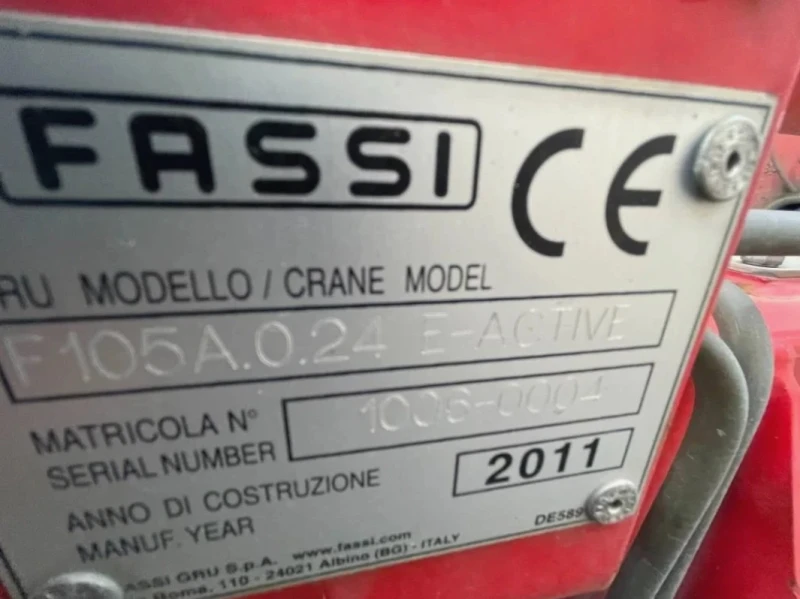 FASSI CE
RU MODELLO / CRANE MODEL
F105A.0.24 E-ACTIVE
MATRICOLA N°
SERIAL NUMBER
1006-0004
ANNO DI COSTRUZIONE
MANUF. YEAR
2011
DE589
ASSI GRU S.p.A. www.fassi.com
Roma, 110 - 24021 Albino (BG) - ITALY